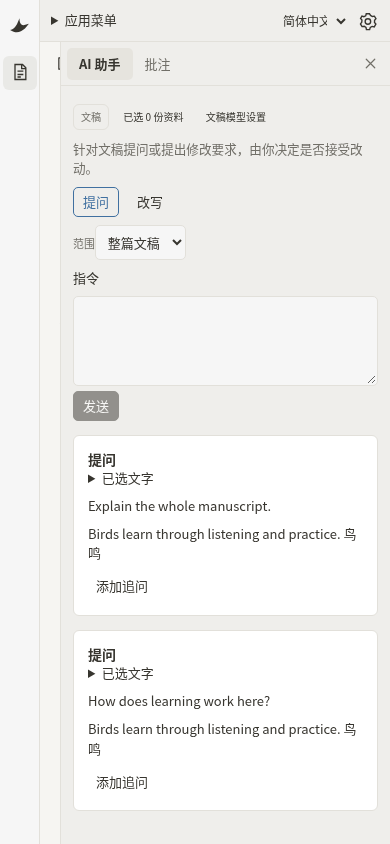 应用菜单
简体中文
AI 助手
批注
文稿
已选 0 份资料
文稿模型设置
针对文稿提问或提出修改要求，由你决定是否接受改
动。
提问
改写
范围
整篇文稿
指令
发送
提问
已选文字
Explain the whole manuscript.
Birds learn through listening and practice. 鸟
鸣
添加追问
提问
已选文字
How does learning work here?
Birds learn through listening and practice. 鸟
鸣
添加追问